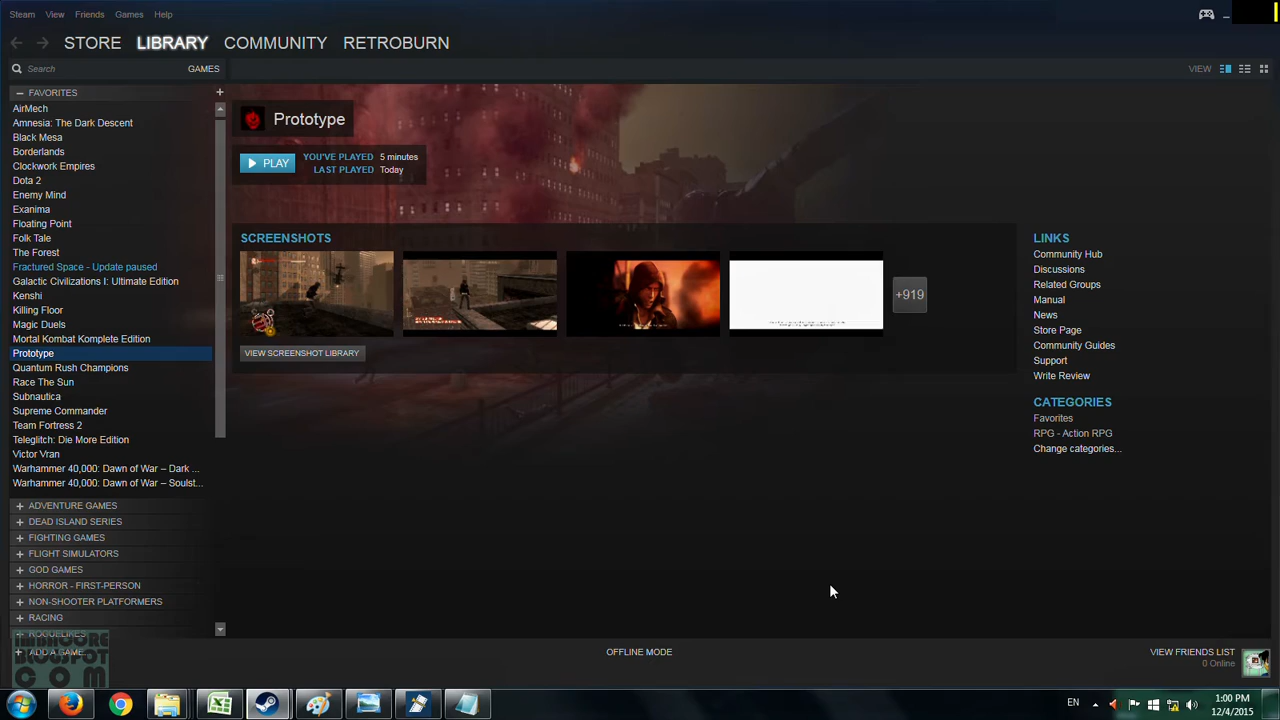 Steam View Friends Games Help
STORE LIBRARY COMMUNITY RETROBURN
Search GAMES VIEW
FAVORITES
AirMech
Amnesia: The Dark Descent
Black Mesa
Borderlands
Clockwork Empires
Dota 2
Enemy Mind
Exanima
Floating Point
Folk Tale
The Forest
Fractured Space - Update paused
Galactic Civilizations I: Ultimate Edition
Kenshi
Killing Floor
Magic Duels
Mortal Kombat Komplete Edition
Prototype
Quantum Rush Champions
Race The Sun
Subnautica
Supreme Commander
Team Fortress 2
Teleglitch: Die More Edition
Victor Vran
Warhammer 40,000: Dawn of War – Dark ...
Warhammer 40,000: Dawn of War – Soulst...
ADVENTURE GAMES
DEAD ISLAND SERIES
FIGHTING GAMES
FLIGHT SIMULATORS
GOD GAMES
HORROR - FIRST-PERSON
NON-SHOOTER PLATFORMERS
RACING
ROGUELIKES
ADD A GAME...
BLOGSPOT
COM
Prototype
PLAY
YOU'VE PLAYED 5 minutes
LAST PLAYED Today
SCREENSHOTS
+919
VIEW SCREENSHOT LIBRARY
LINKS
Community Hub
Discussions
Related Groups
Manual
News
Store Page
Community Guides
Support
Write Review
CATEGORIES
Favorites
RPG - Action RPG
Change categories...
OFFLINE MODE
VIEW FRIENDS LIST
0 Online
EN
1:00 PM
12/4/2015